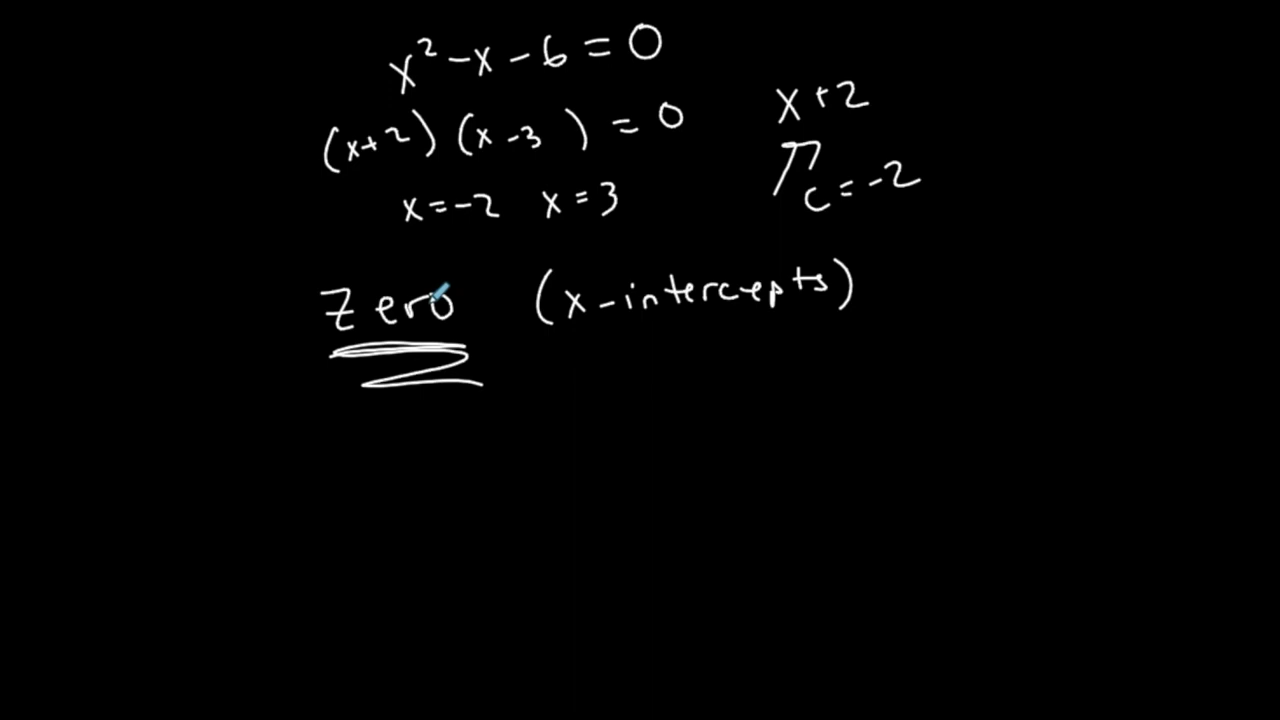 x² - x - 6 = 0
(x+2) (x-3) = 0
x = -2 x = 3
x + 2
c = -2
Zero (x-intercepts)